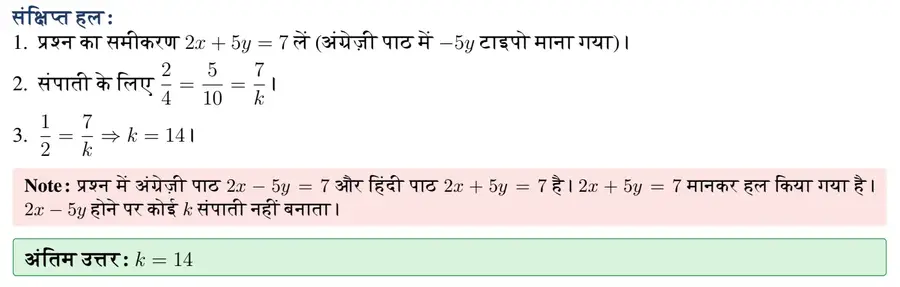 संक्षिप्त हल :
1. प्रश्न का समीकरण 2x + 5y = 7 लें (अंग्रेज़ी पाठ में −5y टाइपो माना गया)।
2. संपाती के लिए 2/4 = 5/10 = 7/k ।
3. 1/2 = 7/k ⇒ k = 14।
Note: प्रश्न में अंग्रेज़ी पाठ 2x − 5y = 7 और हिंदी पाठ 2x + 5y = 7 है। 2x + 5y = 7 मानकर हल किया गया है।
2x − 5y होने पर कोई k संपाती नहीं बनाता।
अंतिम उत्तर: k = 14